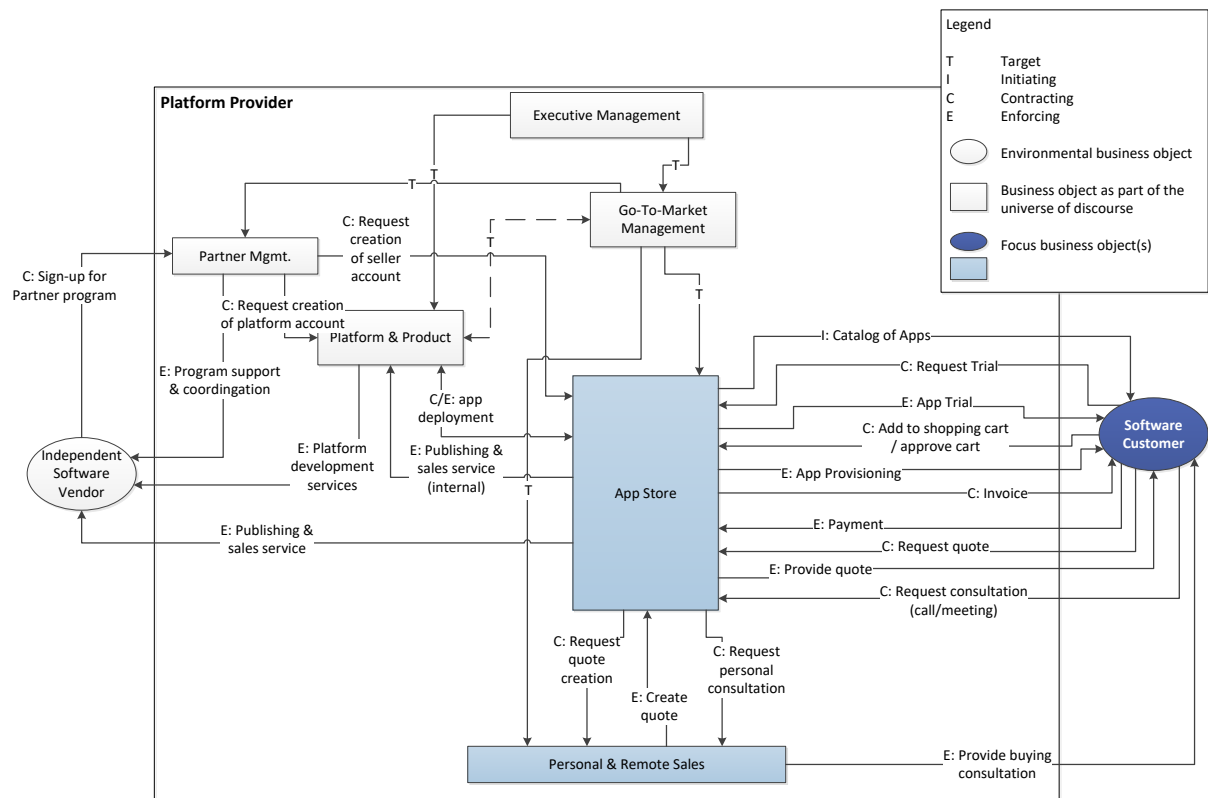 Legend
T Target
I Initiating
C Contracting
E Enforcing
Environmental business object
Business object as part of the
universe of discourse
Focus business object(s)
Platform Provider
Executive Management
T
T
T
Go-To-Market
Management
C: Request
creation
of seller
account
T
Partner Mgmt.
C: Sign-up for
Partner program
C: Request creation
of platform account
Platform & Product
T
E: Program support
& coordingation
C/E: app
deployment
Independent
Software
Vendor
E: Platform
development
services
E: Publishing &
sales service
(internal)
T
E: Publishing &
sales service
App Store
I: Catalog of Apps
C: Request Trial
E: App Trial
C: Add to shopping cart
/ approve cart
E: App Provisioning
C: Invoice
E: Payment
C: Request quote
E: Provide quote
C: Request consultation
(call/meeting)
Software
Customer
C: Request
quote
creation
E: Create
quote
C: Request
personal
consultation
Personal & Remote Sales
E: Provide buying
consultation